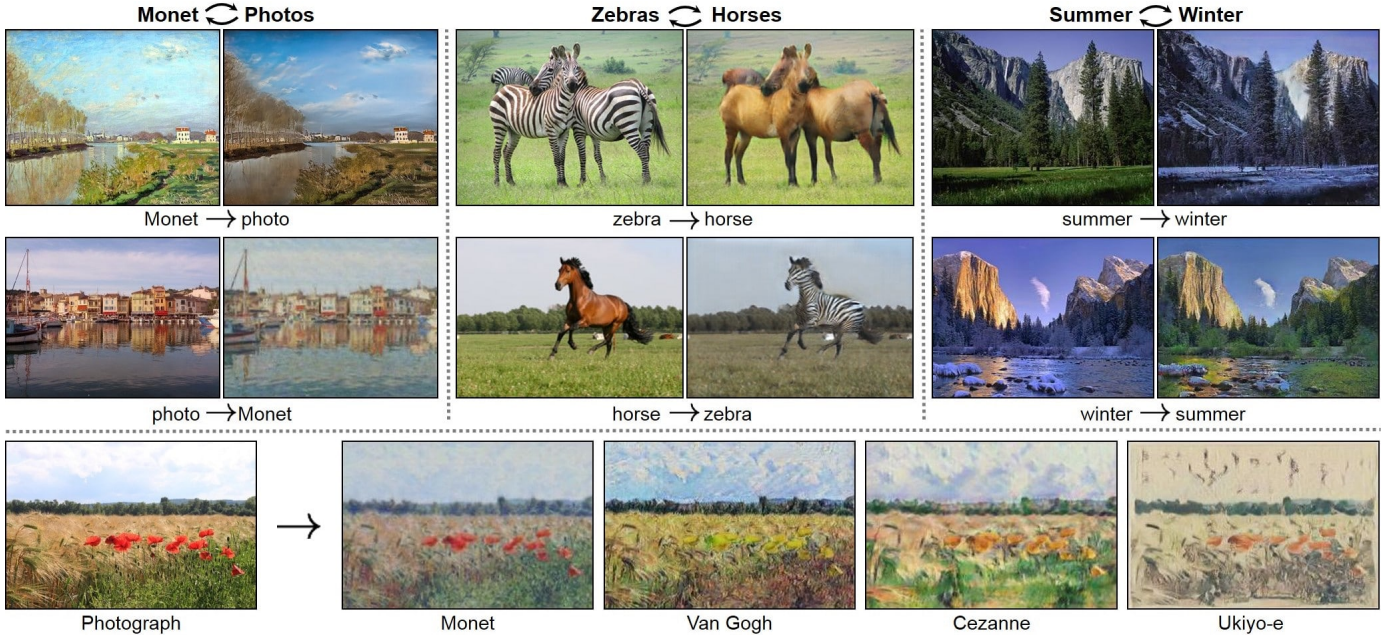 Monet Photos
Zebras Horses
Summer Winter
Monet → photo
zebra → horse
summer → winter
photo → Monet
horse → zebra
winter → summer
Photograph
Monet
Van Gogh
Cezanne
Ukiyo-e